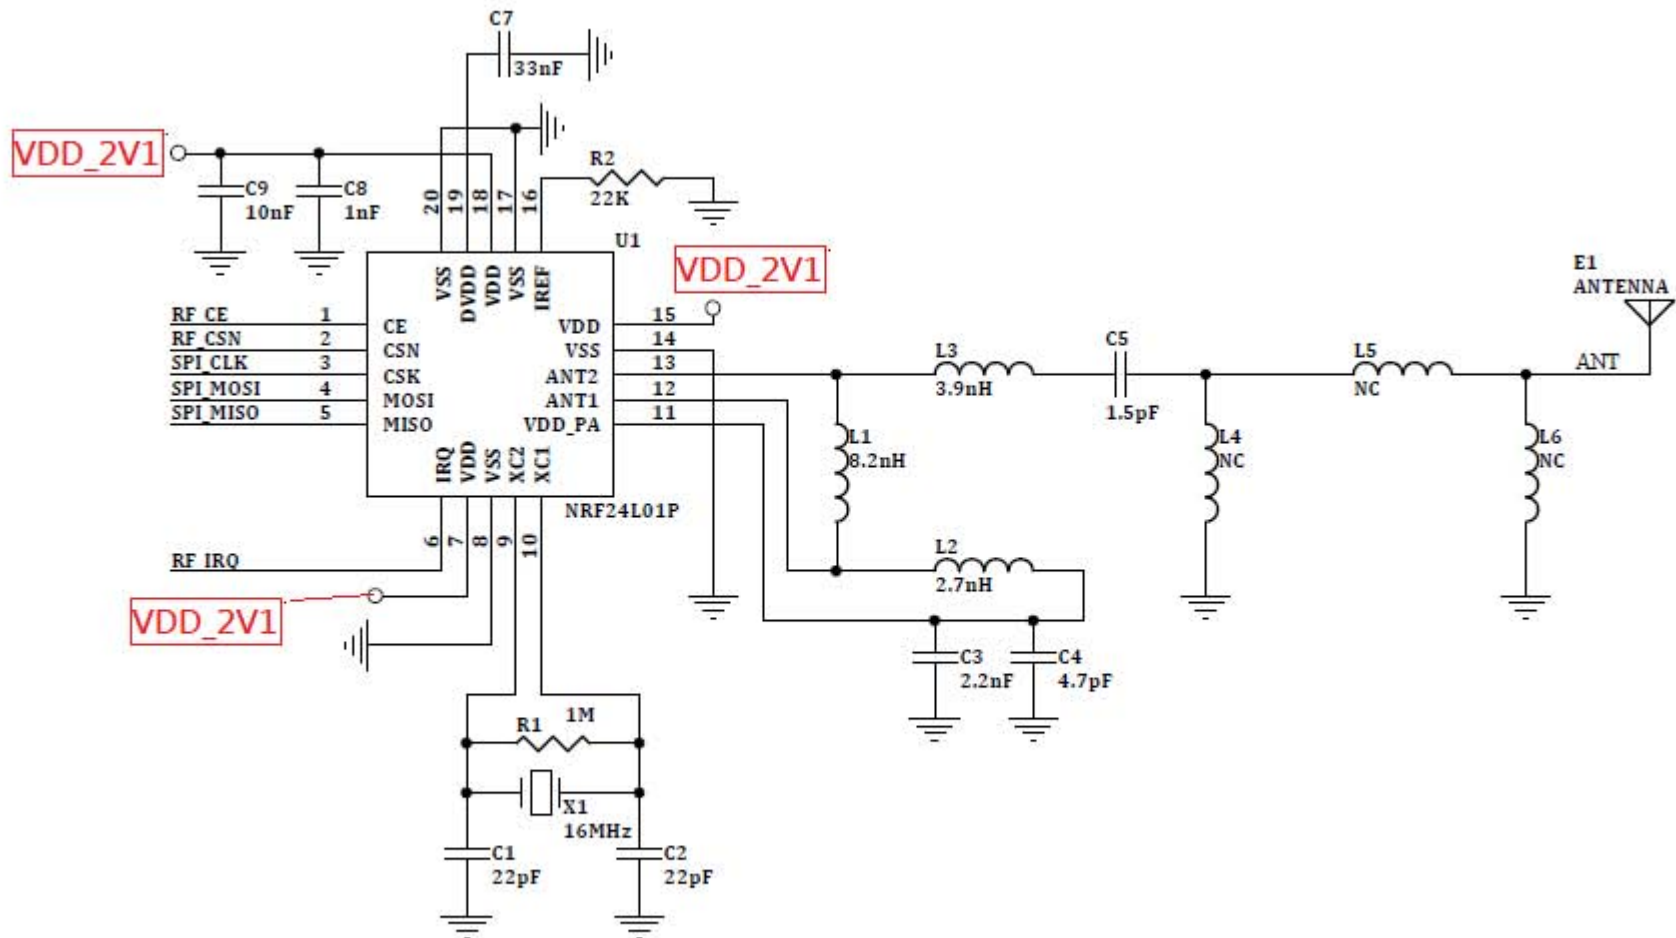 C7
33nF
VDD_2V1
C9
10nF
C8
1nF
20
19
18
17
16
R2
22K
U1
VDD_2V1
VSS
DVDD
VDD
VSS
IREF
E1
ANTENNA
RF_CE
1
CE
RF_CSN
2
CSN
SPI_CLK
3
CSK
SPI_MOSI
4
MOSI
SPI_MISO
5
MISO
VDD
15
VSS
14
ANT2
13
ANT1
12
VDD_PA
11
L3
3.9nH
C5
1.5pF
L5
NC
ANT
L1
8.2nH
L4
NC
L6
NC
IRQ
VDD
VSS
XC2
XC1
NRF24L01P
6
7
8
9
10
RF_IRQ
VDD_2V1
L2
2.7nH
C3
2.2nF
C4
4.7pF
R1
1M
X1
16MHz
C1
22pF
C2
22pF